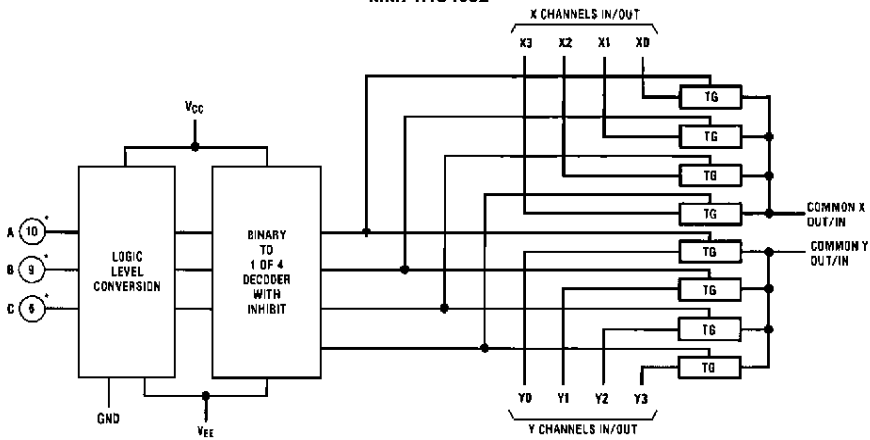 X CHANNELS IN/OUT
X3 X2 X1 X0
TG
TG
TG
TG
COMMON X
OUT/IN
TG
COMMON Y
OUT/IN
TG
TG
TG
VCC
A 10 *
B 9 *
C 6 *
LOGIC
LEVEL
CONVERSION
BINARY
TO
1 OF 4
DECODER
WITH
INHIBIT
GND
VEE
Y0 Y1 Y2 Y3
Y CHANNELS IN/OUT